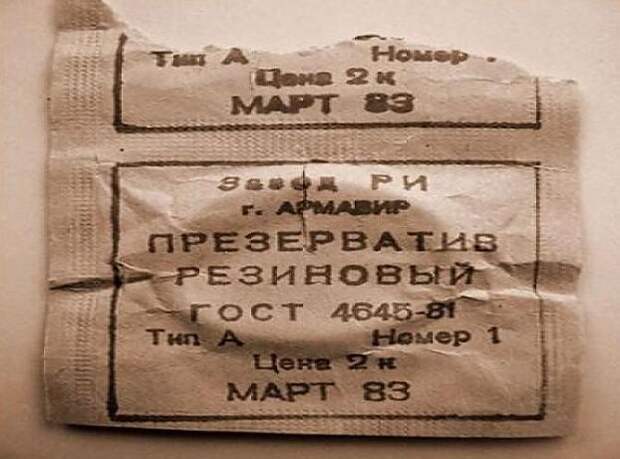 Тип А Номер
Цена 2 к
МАРТ 83
Завод РИ
г. АРМАВИР
ПРЕЗЕРВАТИВ
РЕЗИНОВЫЙ
ГОСТ 4645-81
Тип А Номер 1
Цена 2 к
МАРТ 83